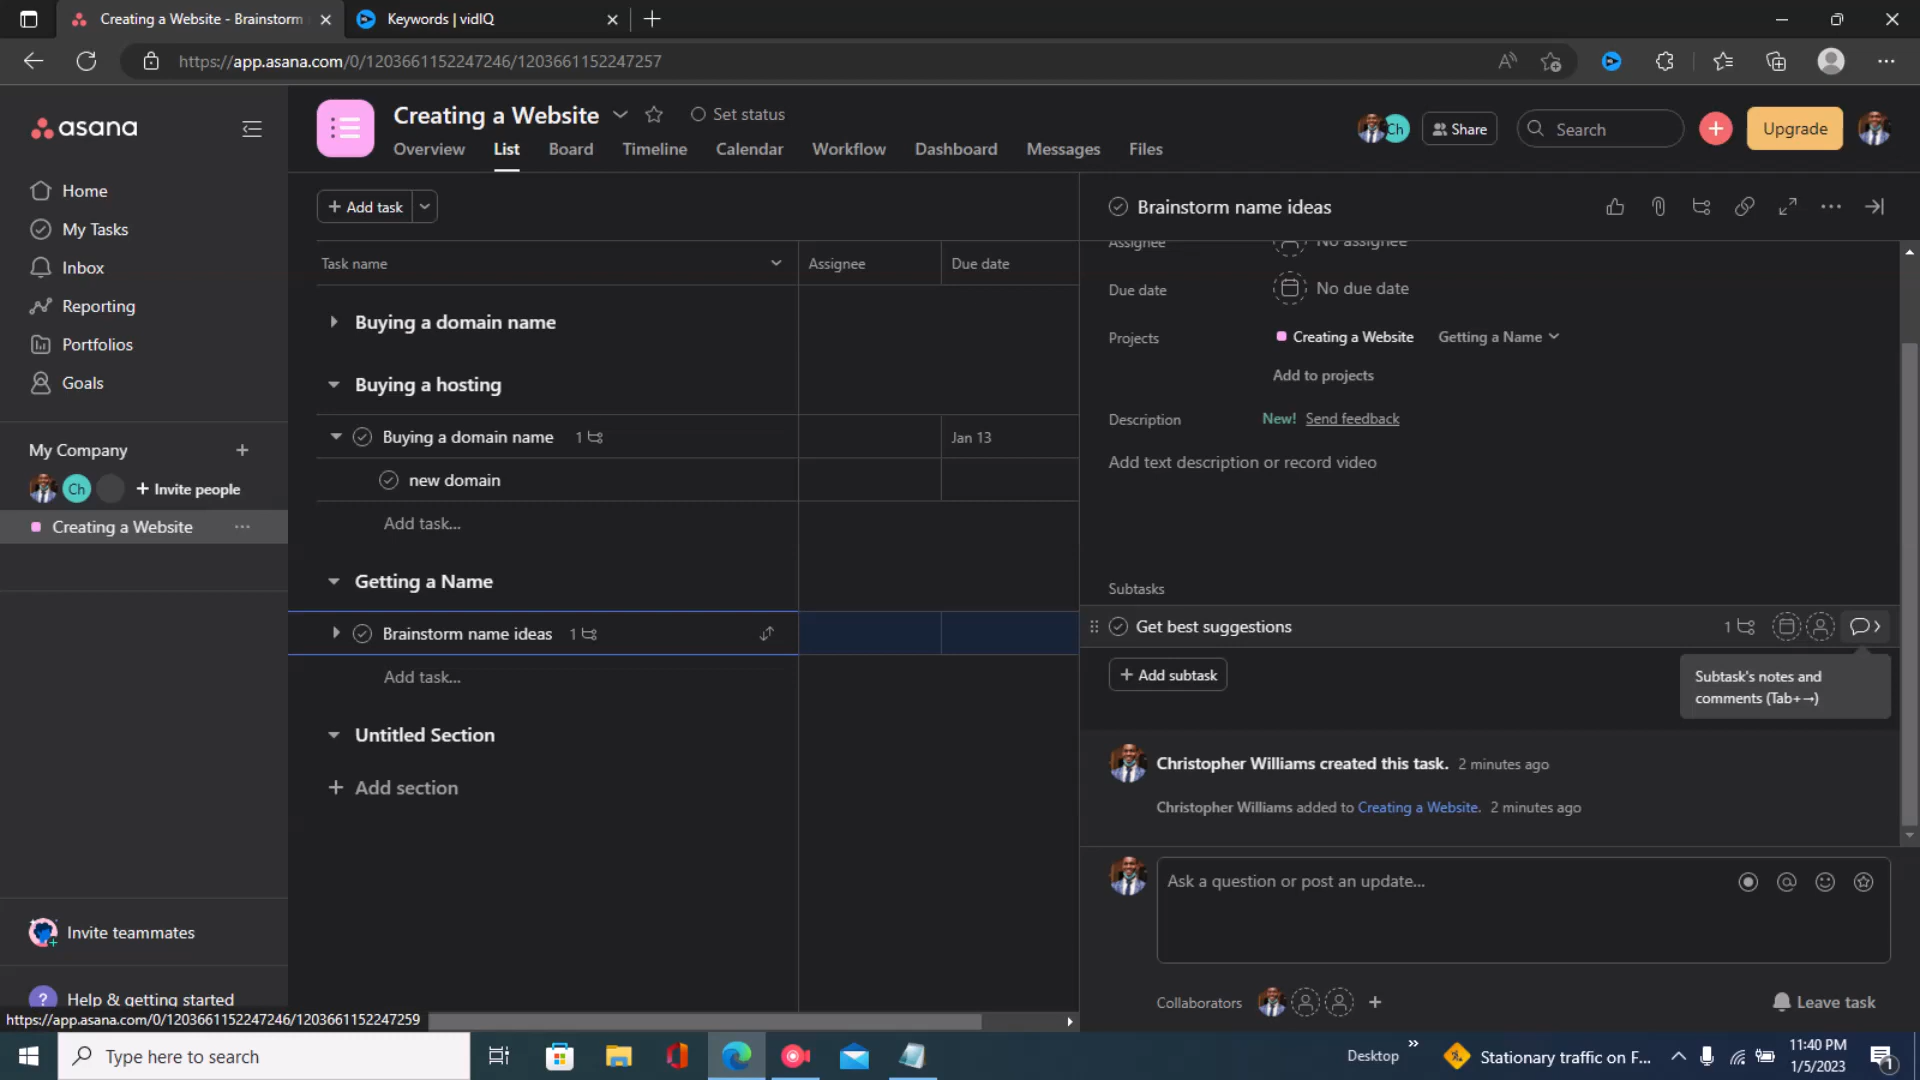 Creating a Website - Brainstorm
Keywords | vidIQ
https://app.asana.com/0/1203661152247246/1203661152247257
asana
Home
My Tasks
Inbox
Reporting
Portfolios
Goals
My Company
Ch
Invite people
Creating a Website
Invite teammates
? Help & getting started
https://app.asana.com/0/1203661152247246/1203661152247259
Creating a Website
Set status
Overview
List
Board
Timeline
Calendar
Workflow
Dashboard
Messages
Files
Ch
Share
Search
Upgrade
+ Add task
Task name
Assignee
Due date
Buying a domain name
Buying a hosting
Buying a domain name 1
Jan 13
new domain
Add task...
Getting a Name
Brainstorm name ideas 1
Add task...
Untitled Section
+ Add section
Brainstorm name ideas
Assignee
No assignee
Due date
No due date
Projects
Creating a Website
Getting a Name
Add to projects
Description
New! Send feedback
Add text description or record video
Subtasks
Get best suggestions
1
+ Add subtask
Subtask's notes and
comments (Tab+→)
Christopher Williams created this task. 2 minutes ago
Christopher Williams added to Creating a Website. 2 minutes ago
Ask a question or post an update...
Collaborators
Leave task
Type here to search
Desktop
Stationary traffic on F...
11:40 PM
1/5/2023
1